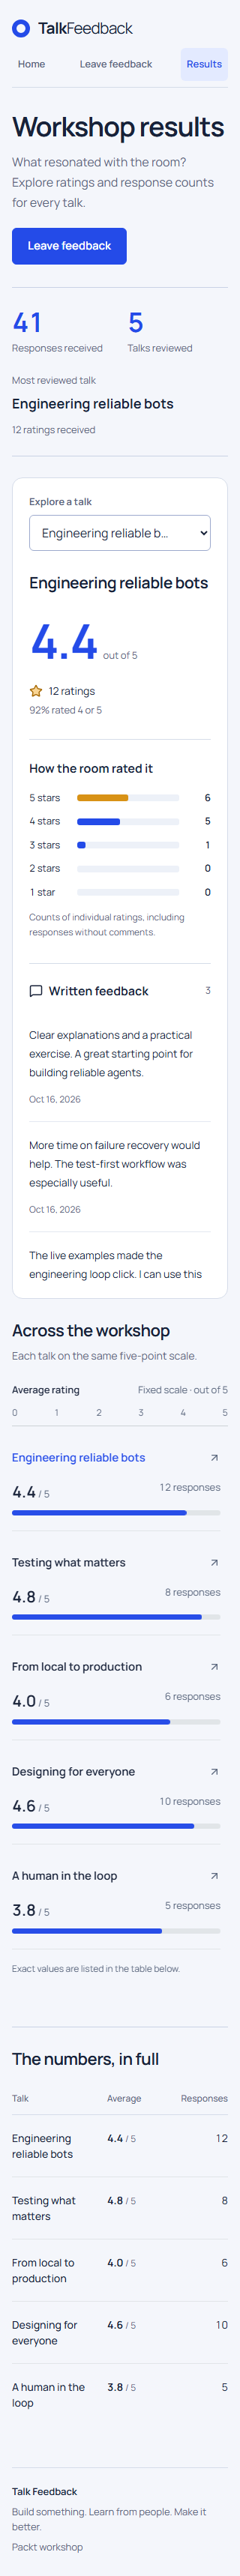 TalkFeedback
Home Leave feedback Results
Workshop results
What resonated with the room?
Explore ratings and response counts
for every talk.
Leave feedback
41 5
Responses received Talks reviewed
Most reviewed talk
Engineering reliable bots
12 ratings received
Explore a talk
Engineering reliable b...
Engineering reliable bots
4.4 out of 5
12 ratings
92% rated 4 or 5
How the room rated it
5 stars 6
4 stars 5
3 stars 1
2 stars 0
1 star 0
Counts of individual ratings, including
responses without comments.
Written feedback 3
Clear explanations and a practical
exercise. A great starting point for
building reliable agents.
Oct 16, 2026
More time on failure recovery would
help. The test-first workflow was
especially useful.
Oct 16, 2026
The live examples made the
engineering loop click. I can use this
Across the workshop
Each talk on the same five-point scale.
Average rating Fixed scale · out of 5
0 1 2 3 4 5
Engineering reliable bots
4.4 / 5 12 responses
Testing what matters
4.8 / 5 8 responses
From local to production
4.0 / 5 6 responses
Designing for everyone
4.6 / 5 10 responses
A human in the loop
3.8 / 5 5 responses
Exact values are listed in the table below.
The numbers, in full
Talk Average Responses
Engineering 4.4 / 5 12
reliable bots
Testing what 4.8 / 5 8
matters
From local to 4.0 / 5 6
production
Designing for 4.6 / 5 10
everyone
A human in the 3.8 / 5 5
loop
Talk Feedback
Build something. Learn from people. Make it
better.
Packt workshop